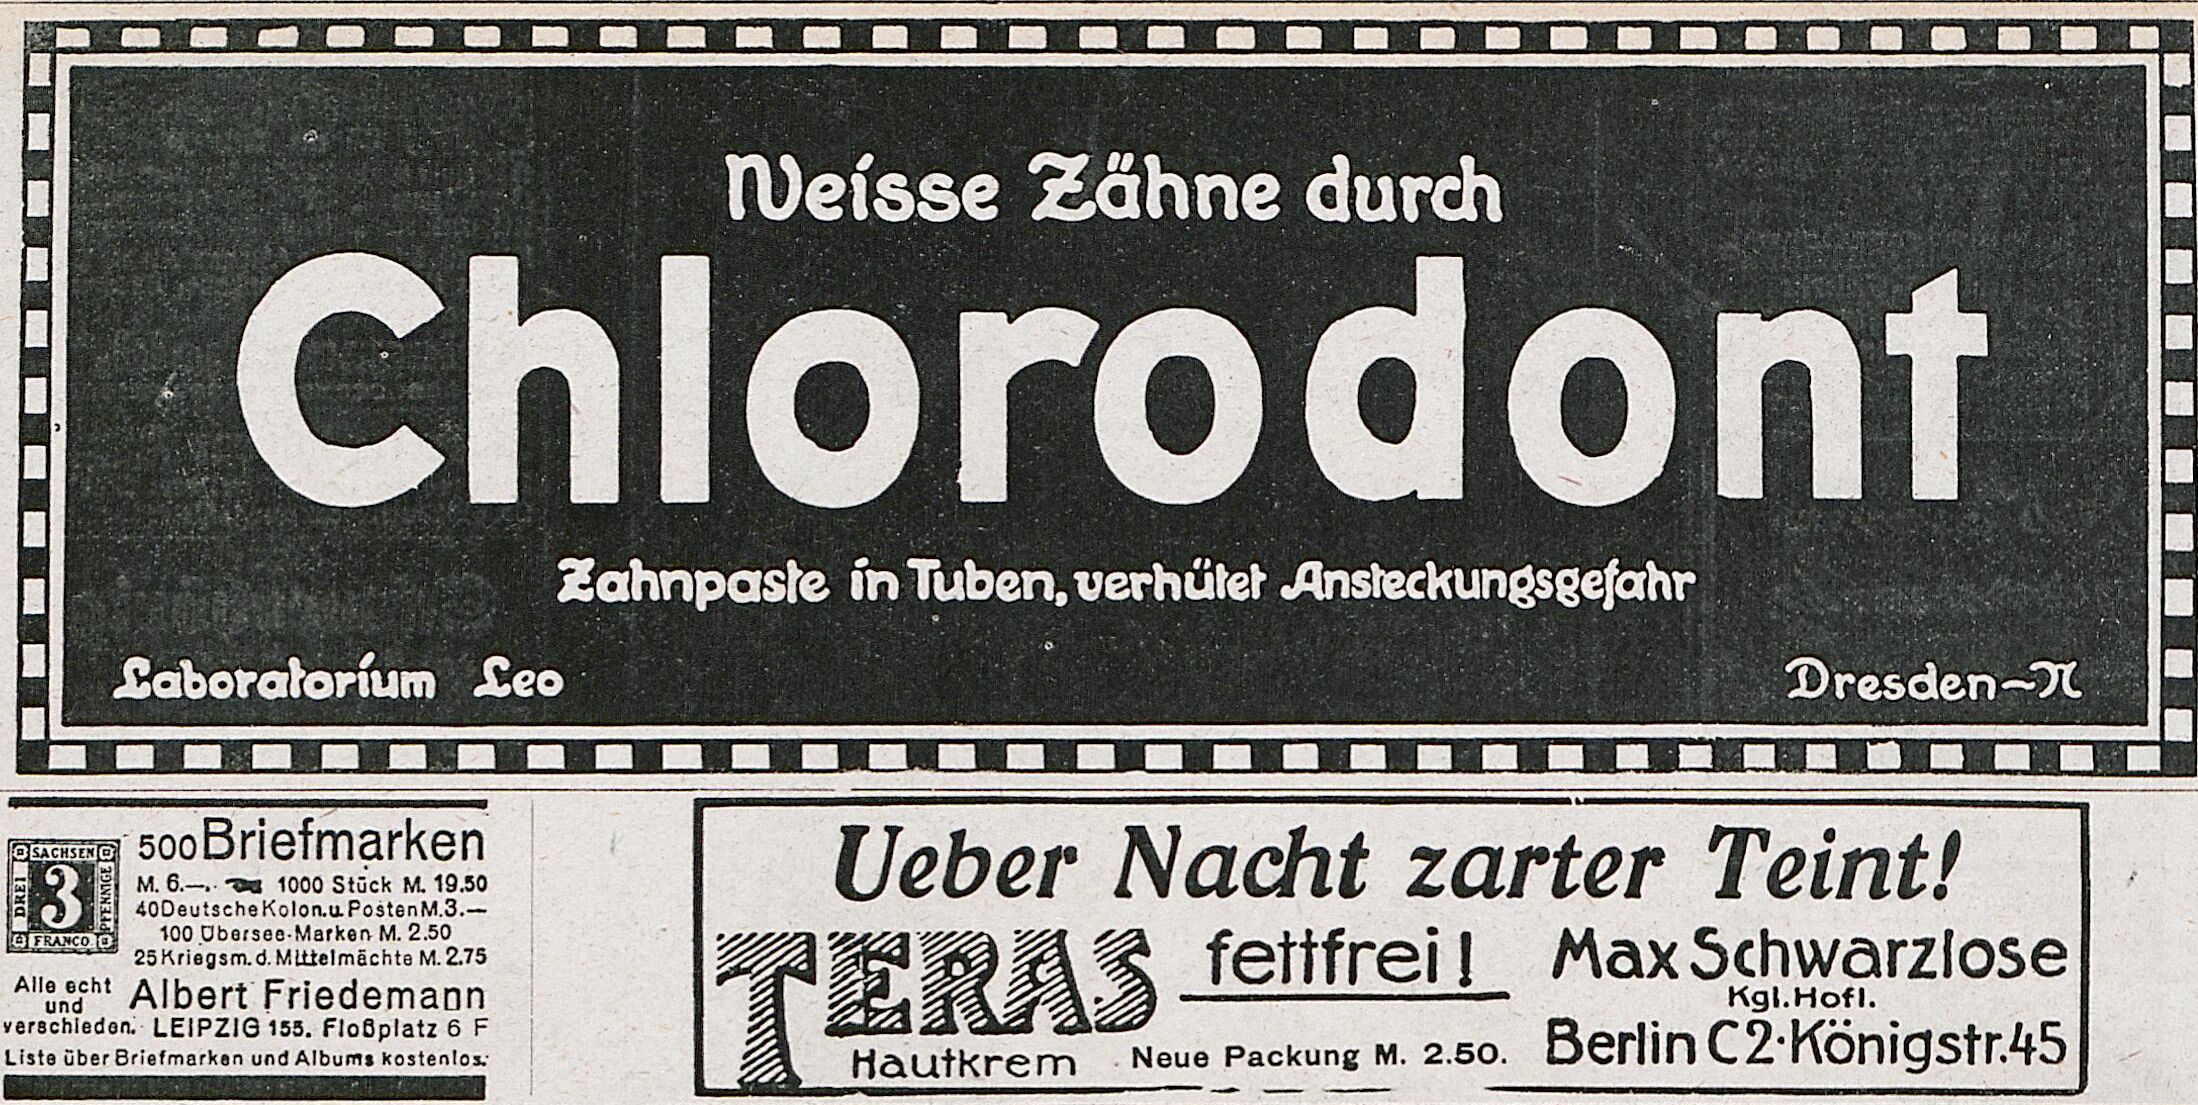 Weisse Zähne durch
Chlorodont
Zahnpaste in Tuben, verhütet Ansteckungsgefahr
Laboratorium Leo
Dresden-N
SACHSEN
DREI
3
PFENNIGE
FRANCO
500 Briefmarken
M. 6.—. 1000 Stück M. 19.50
40 Deutsche Kolon. u. Posten M. 3.—
100 Übersee-Marken M. 2.50
25 Kriegsm. d. Mittelmächte M. 2.75
Alle echt
und
verschieden.
Albert Friedemann
LEIPZIG 155. Floßplatz 6 F
Liste über Briefmarken und Albums kostenlos.
Ueber Nacht zarter Teint!
TERAS
fettfrei!
Hautkrem
Neue Packung M. 2.50.
Max Schwarzlose
Kgl. Hofl.
Berlin C2·Königstr. 45